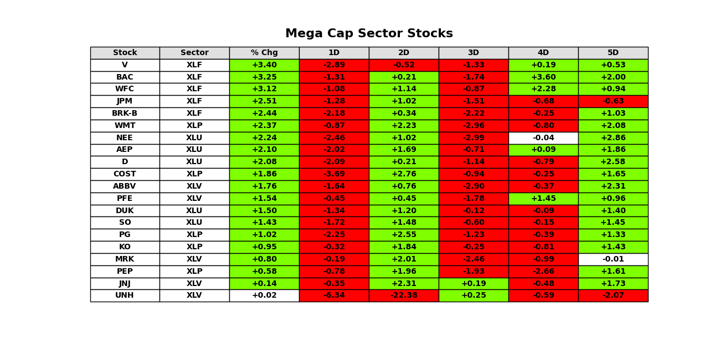 Mega Cap Sector Stocks
Stock Sector % Chg 1D 2D 3D 4D 5D
V XLF +3.40 -2.89 -0.52 -1.33 +0.19 +0.53
BAC XLF +3.25 -1.31 +0.21 -1.74 +3.60 +2.00
WFC XLF +3.12 -1.08 +1.14 -0.87 +2.28 +0.94
JPM XLF +2.51 -1.28 +1.02 -1.51 -0.68 -0.63
BRK-B XLF +2.44 -2.18 +0.34 -2.22 -0.25 +1.03
WMT XLP +2.37 -0.87 +2.23 -2.96 -0.80 +2.08
NEE XLU +2.24 -2.46 +1.02 -2.99 -0.04 +2.86
AEP XLU +2.10 -2.02 +1.69 -0.71 +0.09 +1.86
D XLU +2.08 -2.09 +0.21 -1.14 -0.79 +2.58
COST XLP +1.86 -3.69 +2.76 -0.94 -0.25 +1.65
ABBV XLV +1.76 -1.64 +0.76 -2.90 -0.37 +2.31
PFE XLV +1.54 -0.45 +0.45 -1.78 +1.45 +0.96
DUK XLU +1.50 -1.34 +1.20 -0.12 -0.09 +1.40
SO XLU +1.43 -1.72 +1.48 -0.60 -0.15 +1.45
PG XLP +1.02 -2.25 +2.55 -1.23 -0.39 +1.33
KO XLP +0.95 -0.32 +1.84 -0.25 -0.81 +1.43
MRK XLV +0.80 -0.19 +2.01 -2.46 -0.99 -0.01
PEP XLP +0.58 -0.78 +1.96 -1.93 -2.66 +1.61
JNJ XLV +0.14 -0.35 +2.31 +0.19 -0.48 +1.73
UNH XLV +0.02 -6.34 -22.38 +0.25 -0.59 -2.07